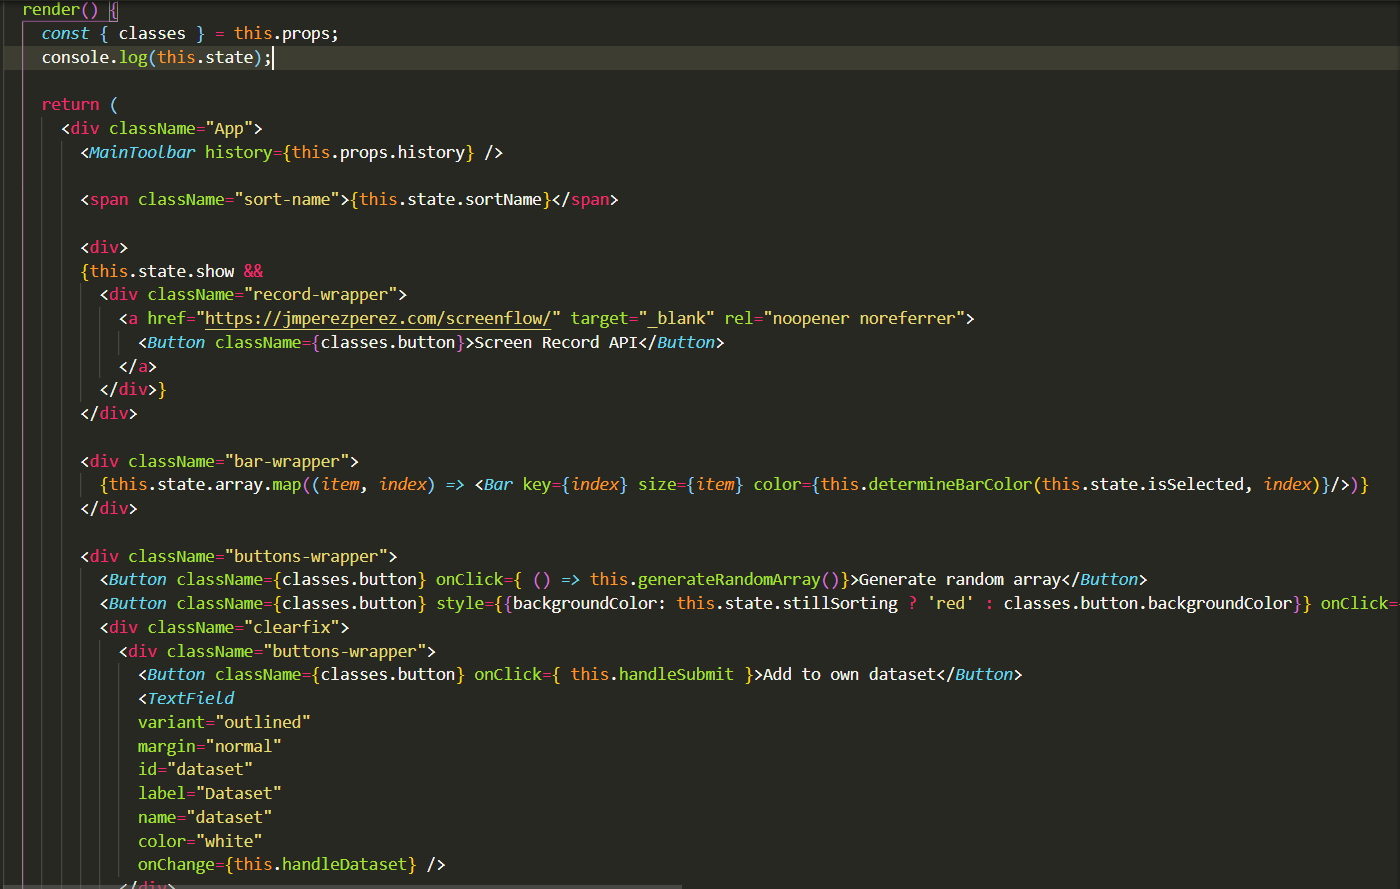 render() {
const { classes } = this.props;
console.log(this.state);
return (
<div className="App">
<MainToolbar history={this.props.history} />
<span className="sort-name">{this.state.sortName}</span>
<div>
{this.state.show &&
<div className="record-wrapper">
<a href="https://jmperezperez.com/screenflow/" target="_blank" rel="noopener noreferrer">
<Button className={classes.button}>Screen Record API</Button>
</a>
</div>}
</div>
<div className="bar-wrapper">
{this.state.array.map((item, index) => <Bar key={index} size={item} color={this.determineBarColor(this.state.isSelected, index)}/>)}
</div>
<div className="buttons-wrapper">
<Button className={classes.button} onClick={ () => this.generateRandomArray()}>Generate random array</Button>
<Button className={classes.button} style={{backgroundColor: this.state.stillSorting ? 'red' : classes.button.backgroundColor}} onClick=
<div className="clearfix">
<div className="buttons-wrapper">
<Button className={classes.button} onClick={ this.handleSubmit }>Add to own dataset</Button>
<TextField
variant="outlined"
margin="normal"
id="dataset"
label="Dataset"
name="dataset"
color="white"
onChange={this.handleDataset} />
</div>